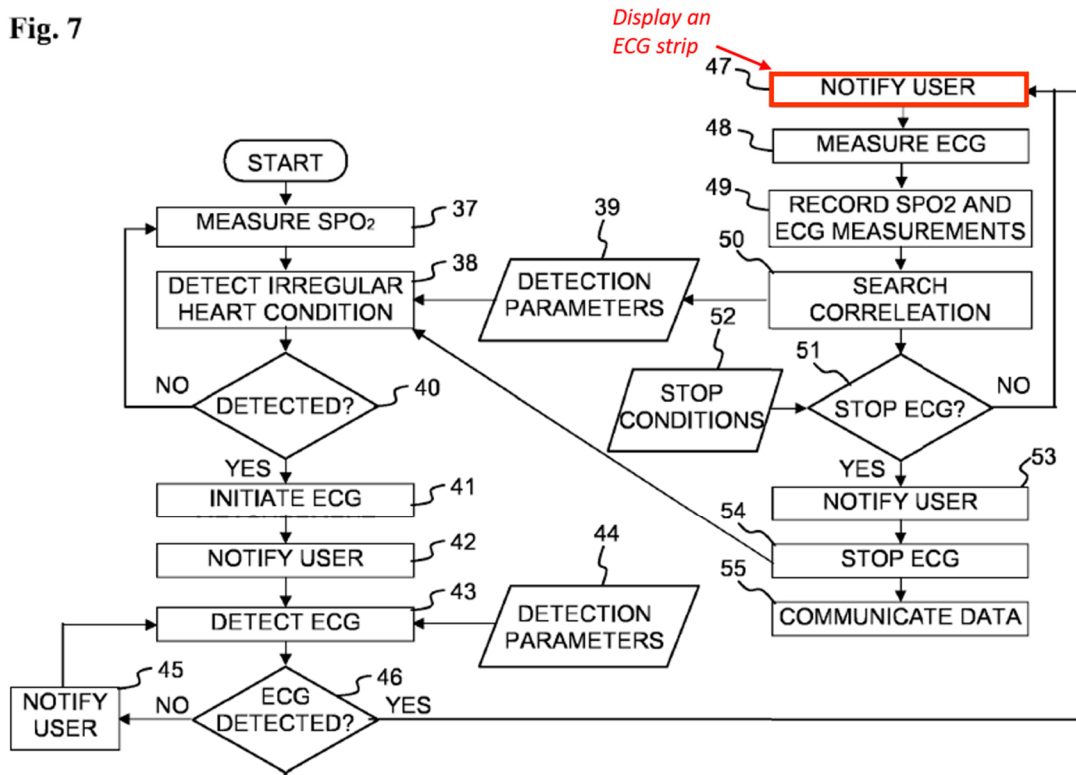 Fig. 7
Display an
ECG strip
47
NOTIFY USER
48
MEASURE ECG
49
RECORD SPO2 AND
ECG MEASUREMENTS
50
SEARCH
CORRELEATION
51
STOP ECG?
NO
YES
52
STOP
CONDITIONS
53
NOTIFY USER
54
STOP ECG
55
COMMUNICATE DATA
START
MEASURE SPO₂
37
DETECT IRREGULAR
HEART CONDITION
38
39
DETECTION
PARAMETERS
NO
DETECTED?
40
YES
INITIATE ECG
41
NOTIFY USER
42
DETECT ECG
43
44
DETECTION
PARAMETERS
45
NOTIFY
USER
NO
ECG
DETECTED?
46
YES